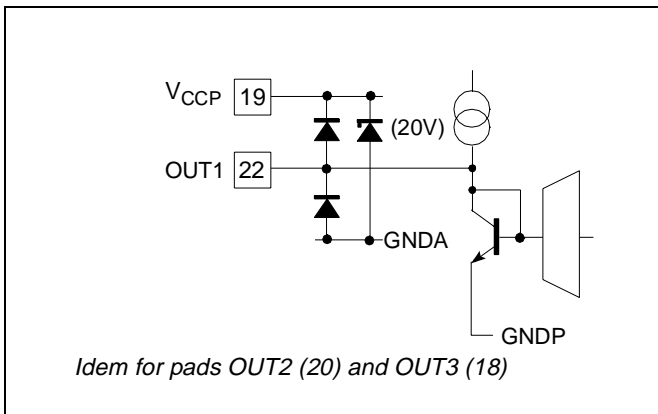 VCCP 19
(20V)
OUT1 22
GNDA
GNDP
Idem for pads OUT2 (20) and OUT3 (18)